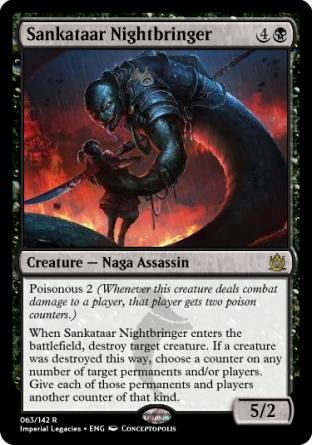 Sankataar Nightbringer 4
Creature — Naga Assassin
Poisonous 2 (Whenever this creature deals combat
damage to a player, that player gets two poison
counters.)
When Sankataar Nightbringer enters the
battlefield, destroy target creature. If a creature
was destroyed this way, choose a counter on any
number of target permanents and/or players.
Give each of those permanents and players
another counter of that kind.
5/2
063/142 R
Imperial Legacies • ENG Conceptopolis